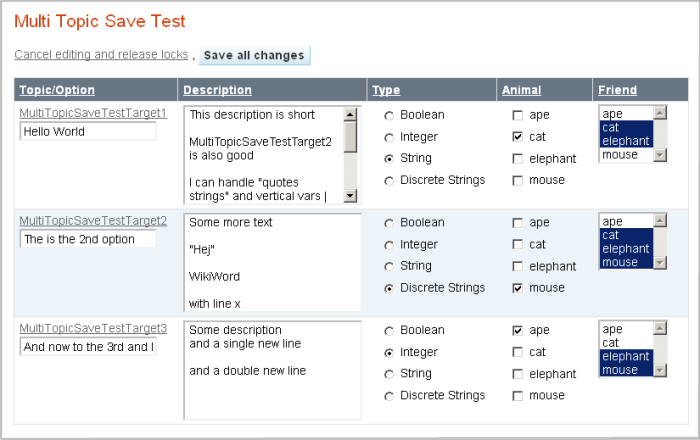 Multi Topic Save Test
Cancel editing and release locks , Save all changes
Topic/Option Description Type Animal Friend
MultiTopicSaveTestTarget1
Hello World
This description is short
MultiTopicSaveTestTarget2
is also good
I can handle "quotes
strings" and vertical vars |
Boolean
Integer
String
Discrete Strings
ape
cat
elephant
mouse
ape
cat
elephant
mouse
MultiTopicSaveTestTarget2
The is the 2nd option
Some more text
"Hej"
WikiWord
with line x
Boolean
Integer
String
Discrete Strings
ape
cat
elephant
mouse
ape
cat
elephant
mouse
MultiTopicSaveTestTarget3
And now to the 3rd and l
Some description
and a single new line
and a double new line
Boolean
Integer
String
Discrete Strings
ape
cat
elephant
mouse
ape
cat
elephant
mouse